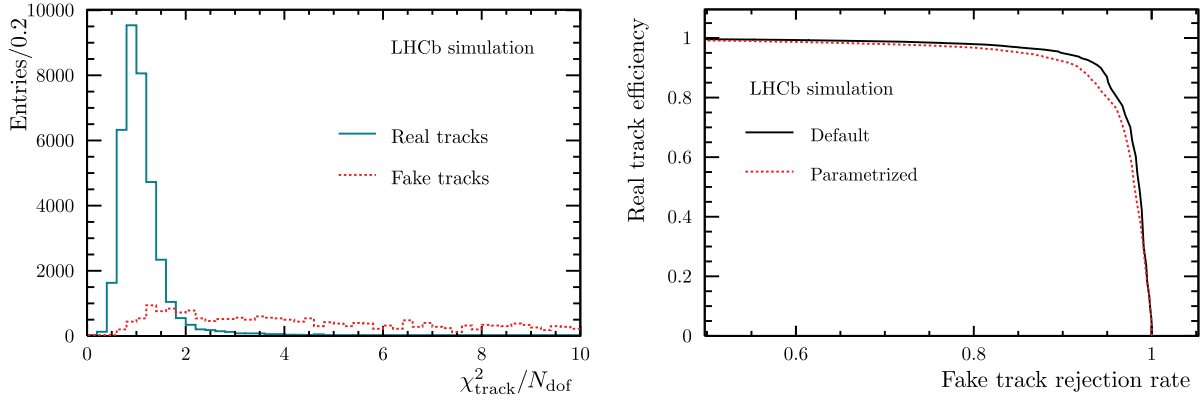 Entries/0.2
10000
8000
6000
4000
2000
0
LHCb simulation
Real tracks
Fake tracks
0 2 4 6 8 10
χ²track/Ndof
Real track efficiency
1
0.8
0.6
0.4
0.2
0
LHCb simulation
Default
Parametrized
0.6 0.8 1
Fake track rejection rate